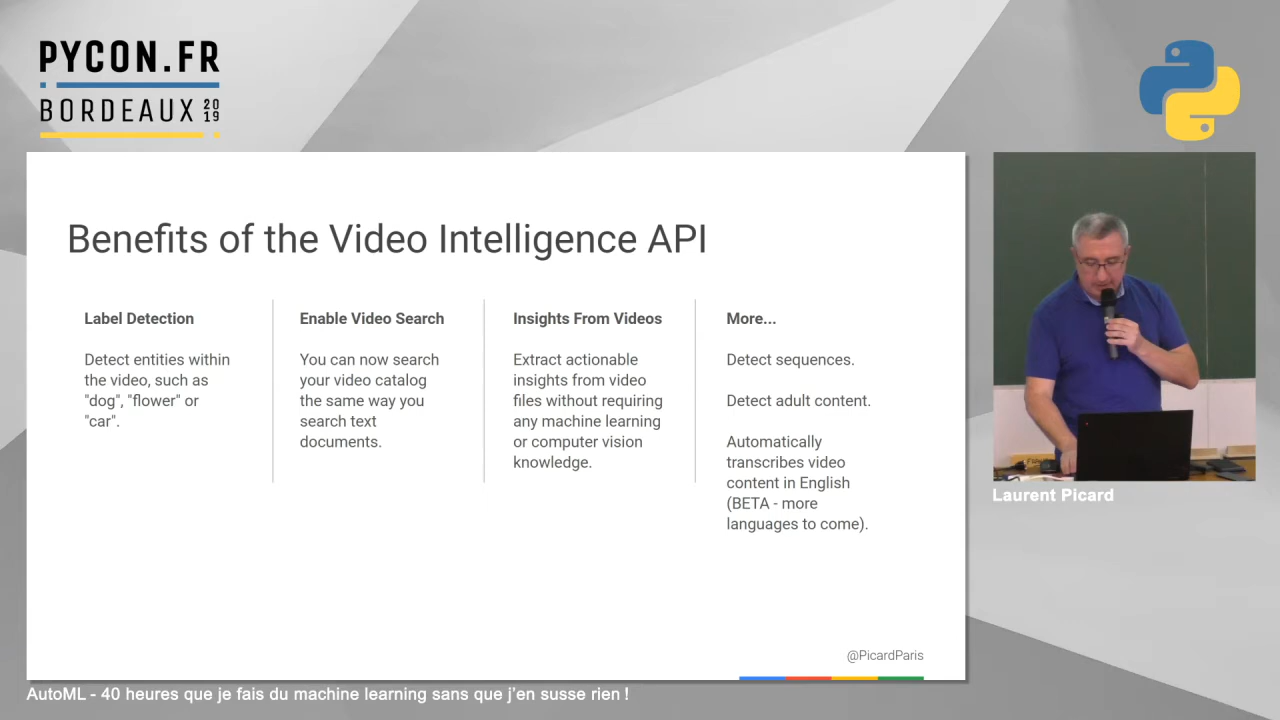 PYCON.FR
BORDEAUX 2019
Benefits of the Video Intelligence API
Label Detection
Detect entities within
the video, such as
"dog", "flower" or
"car".
Enable Video Search
You can now search
your video catalog
the same way you
search text
documents.
Insights From Videos
Extract actionable
insights from video
files without requiring
any machine learning
or computer vision
knowledge.
More...
Detect sequences.
Detect adult content.
Automatically
transcribes video
content in English
(BETA - more
languages to come).
@PicardParis
Laurent Picard
AutoML - 40 heures que je fais du machine learning sans que j'en susse rien !